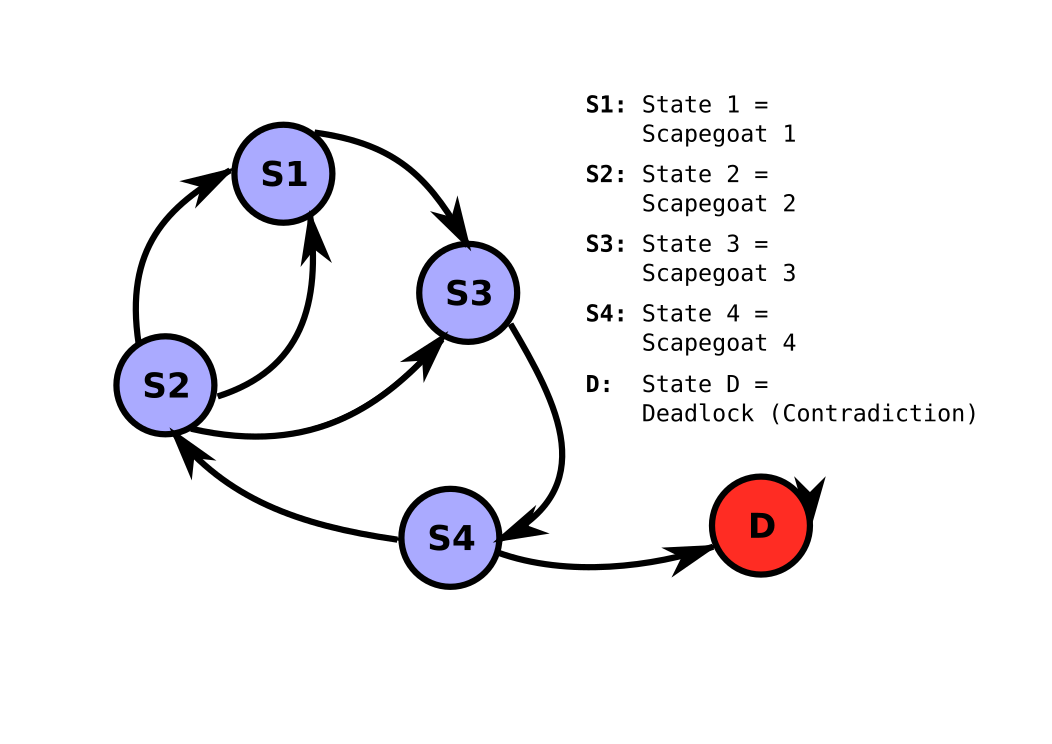 S1: State 1 =
Scapegoat 1
S2: State 2 =
Scapegoat 2
S3: State 3 =
Scapegoat 3
S4: State 4 =
Scapegoat 4
D: State D =
Deadlock (Contradiction)
S1
S3
S2
S4
D